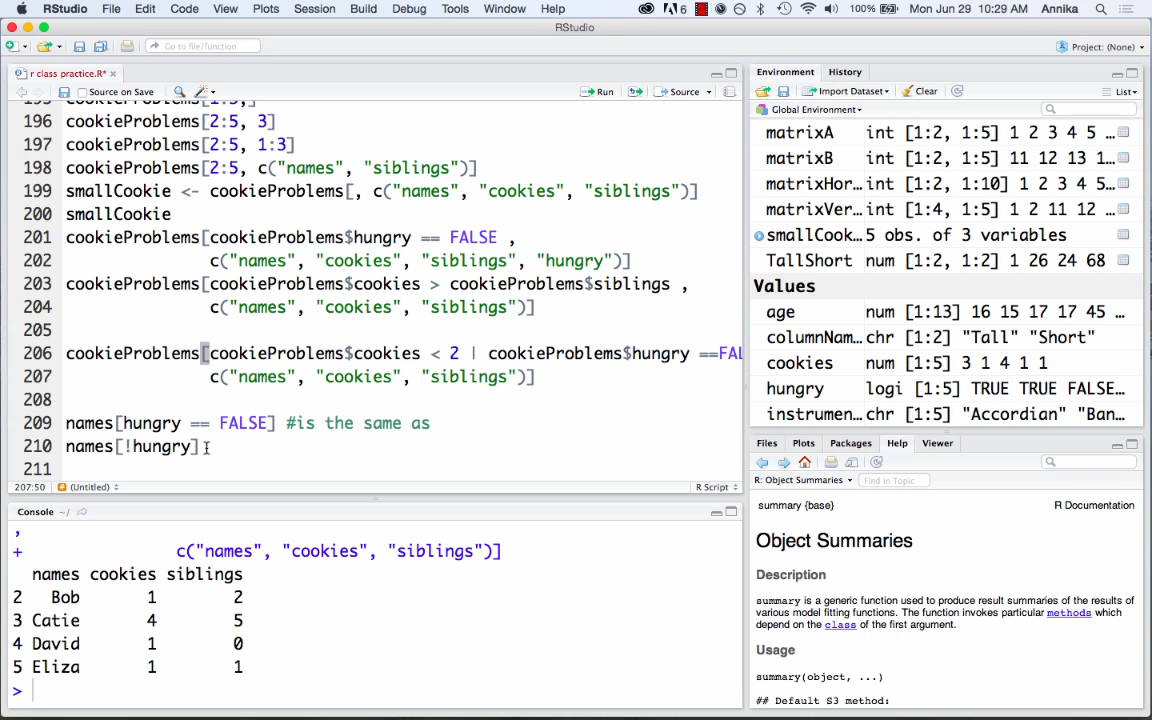 RStudio File Edit Code View Plots Session Build Debug Tools Window Help 6 100% Mon Jun 29 10:29 AM Annika
RStudio
Go to file/function Project: (None)
r class practice.R*
Source on Save Run Source
196 cookieProblems[2:5, 3]
197 cookieProblems[2:5, 1:3]
198 cookieProblems[2:5, c("names", "siblings")]
199 smallCookie <- cookieProblems[, c("names", "cookies", "siblings")]
200 smallCookie
201 cookieProblems[cookieProblems$hungry == FALSE ,
202 c("names", "cookies", "siblings", "hungry")]
203 cookieProblems[cookieProblems$cookies > cookieProblems$siblings ,
204 c("names", "cookies", "siblings")]
205
206 cookieProblems[cookieProblems$cookies < 2 | cookieProblems$hungry ==FAL
207 c("names", "cookies", "siblings")]
208
209 names[hungry == FALSE] #is the same as
210 names[!hungry]
211
207:50 (Untitled) R Script
Console ~/
,
+ c("names", "cookies", "siblings")]
names cookies siblings
2 Bob 1 2
3 Catie 4 5
4 David 1 0
5 Eliza 1 1
>
Environment History
Import Dataset Clear List
Global Environment
matrixA int [1:2, 1:5] 1 2 3 4 5 ...
matrixB int [1:2, 1:5] 11 12 13 1...
matrixHor... int [1:2, 1:10] 1 2 3 4 5...
matrixVer... int [1:4, 1:5] 1 2 11 12 ...
smallCook... 5 obs. of 3 variables
TallShort num [1:2, 1:2] 1 26 24 68
Values
age num [1:13] 16 15 17 17 45 ...
columnNam... chr [1:2] "Tall" "Short"
cookies num [1:5] 3 1 4 1 1
hungry logi [1:5] TRUE TRUE FALSE...
instrumen... chr [1:5] "Accordian" "Ban...
Files Plots Packages Help Viewer
R: Object Summaries Find in Topic
summary {base} R Documentation
Object Summaries
Description
summary is a generic function used to produce result summaries of the results of
various model fitting functions. The function invokes particular methods which
depend on the class of the first argument.
Usage
summary(object, ...)
## Default S3 method: